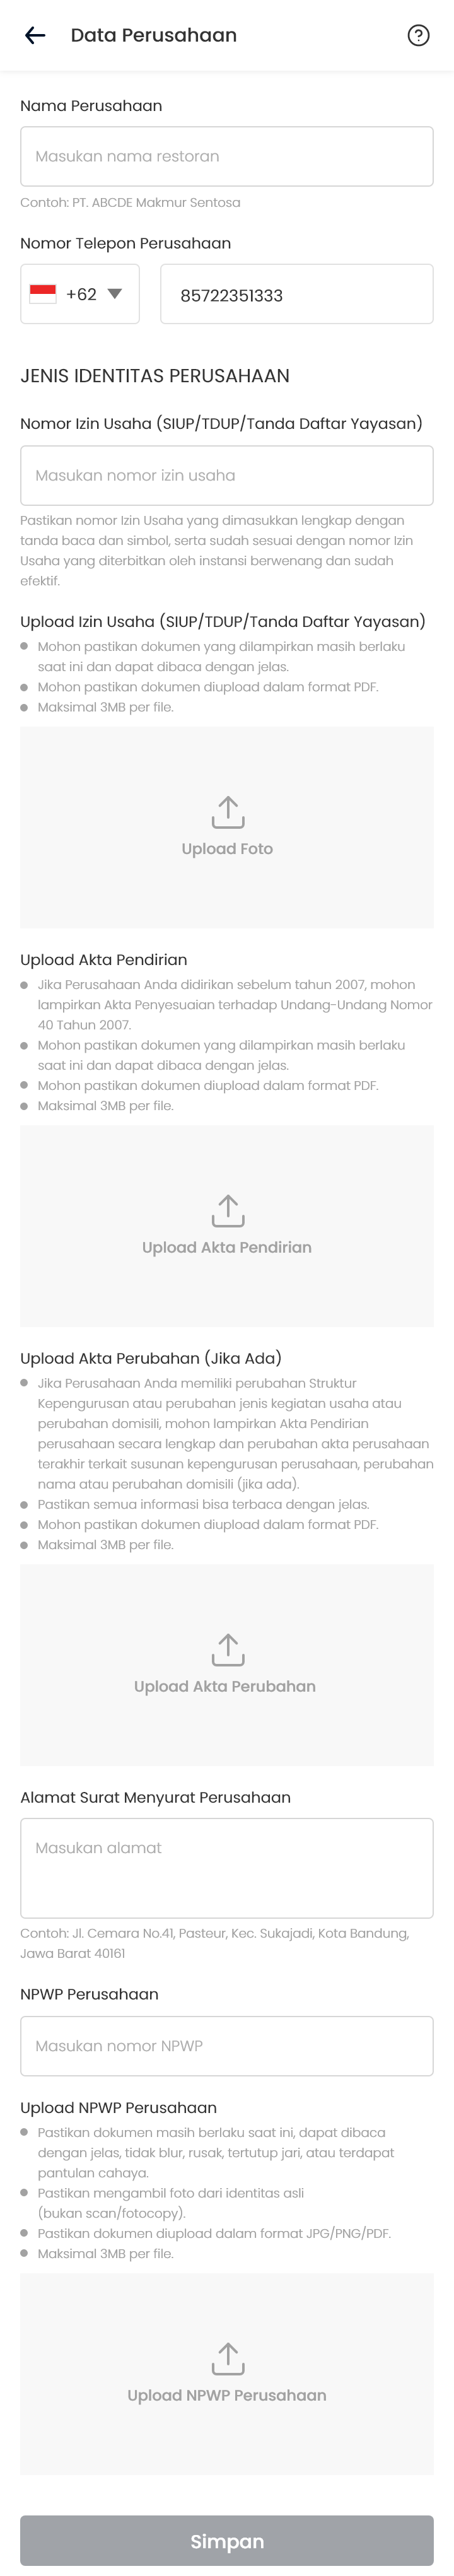 Data Perusahaan
Nama Perusahaan
Masukan nama restoran
Contoh: PT. ABCDE Makmur Sentosa
Nomor Telepon Perusahaan
+62
85722351333
JENIS IDENTITAS PERUSAHAAN
Nomor Izin Usaha (SIUP/TDUP/Tanda Daftar Yayasan)
Masukan nomor izin usaha
Pastikan nomor Izin Usaha yang dimasukkan lengkap dengan
tanda baca dan simbol, serta sudah sesuai dengan nomor Izin
Usaha yang diterbitkan oleh instansi berwenang dan sudah
efektif.
Upload Izin Usaha (SIUP/TDUP/Tanda Daftar Yayasan)
Mohon pastikan dokumen yang dilampirkan masih berlaku
saat ini dan dapat dibaca dengan jelas.
Mohon pastikan dokumen diupload dalam format PDF.
Maksimal 3MB per file.
Upload Foto
Upload Akta Pendirian
Jika Perusahaan Anda didirikan sebelum tahun 2007, mohon
lampirkan Akta Penyesuaian terhadap Undang-Undang Nomor
40 Tahun 2007.
Mohon pastikan dokumen yang dilampirkan masih berlaku
saat ini dan dapat dibaca dengan jelas.
Mohon pastikan dokumen diupload dalam format PDF.
Maksimal 3MB per file.
Upload Akta Pendirian
Upload Akta Perubahan (Jika Ada)
Jika Perusahaan Anda memiliki perubahan Struktur
Kepengurusan atau perubahan jenis kegiatan usaha atau
perubahan domisili, mohon lampirkan Akta Pendirian
perusahaan secara lengkap dan perubahan akta perusahaan
terakhir terkait susunan kepengurusan perusahaan, perubahan
nama atau perubahan domisili (jika ada).
Pastikan semua informasi bisa terbaca dengan jelas.
Mohon pastikan dokumen diupload dalam format PDF.
Maksimal 3MB per file.
Upload Akta Perubahan
Alamat Surat Menyurat Perusahaan
Masukan alamat
Contoh: Jl. Cemara No.41, Pasteur, Kec. Sukajadi, Kota Bandung,
Jawa Barat 40161
NPWP Perusahaan
Masukan nomor NPWP
Upload NPWP Perusahaan
Pastikan dokumen masih berlaku saat ini, dapat dibaca
dengan jelas, tidak blur, rusak, tertutup jari, atau terdapat
pantulan cahaya.
Pastikan mengambil foto dari identitas asli
(bukan scan/fotocopy).
Pastikan dokumen diupload dalam format JPG/PNG/PDF.
Maksimal 3MB per file.
Upload NPWP Perusahaan
Simpan